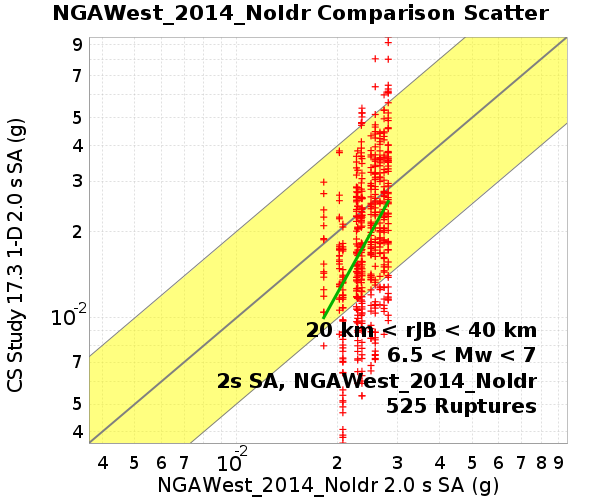 NGAWest_2014_NoIdr Comparison Scatter
CS Study 17.3 1-D 2.0 s SA (g)
9
7
5
4
3
2
10-2
7
5
4
20 km < rJB < 40 km
6.5 < Mw < 7
2s SA, NGAWest_2014_NoIdr
525 Ruptures
4 5 6 7 10-2 2 3 4 5 6 7 8 9
NGAWest_2014_NoIdr 2.0 s SA (g)